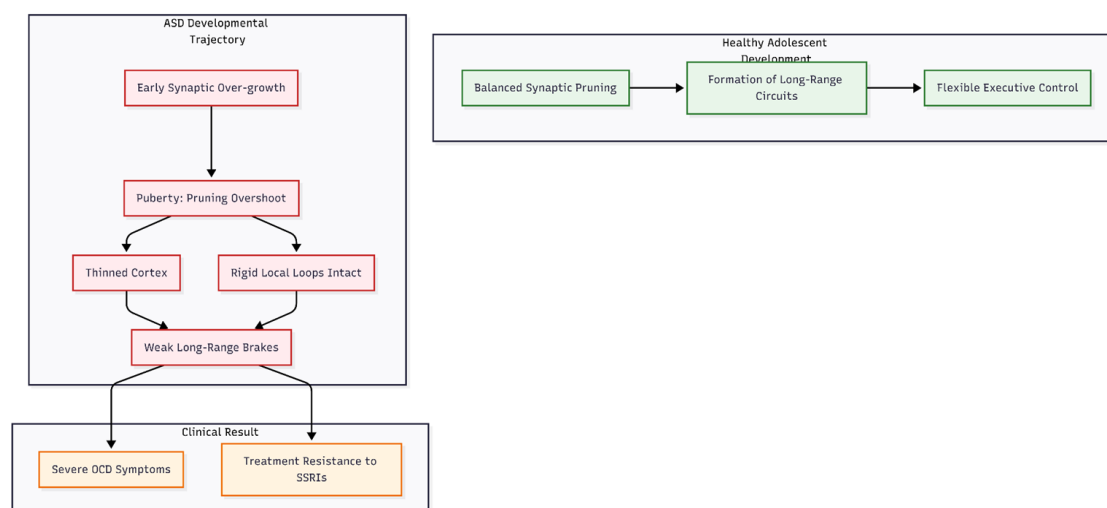 ASD Developmental
Trajectory
Early Synaptic Over-growth
Puberty: Pruning Overshoot
Thinned Cortex
Rigid Local Loops Intact
Weak Long-Range Brakes
Clinical Result
Severe OCD Symptoms
Treatment Resistance to
SSRIs
Healthy Adolescent
Development
Balanced Synaptic Pruning
Formation of Long-Range
Circuits
Flexible Executive Control